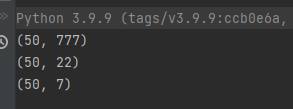 Python 3.9.9 (tags/v3.9.9:ccb0e6a,
(50, 777)
(50, 22)
(50, 7)